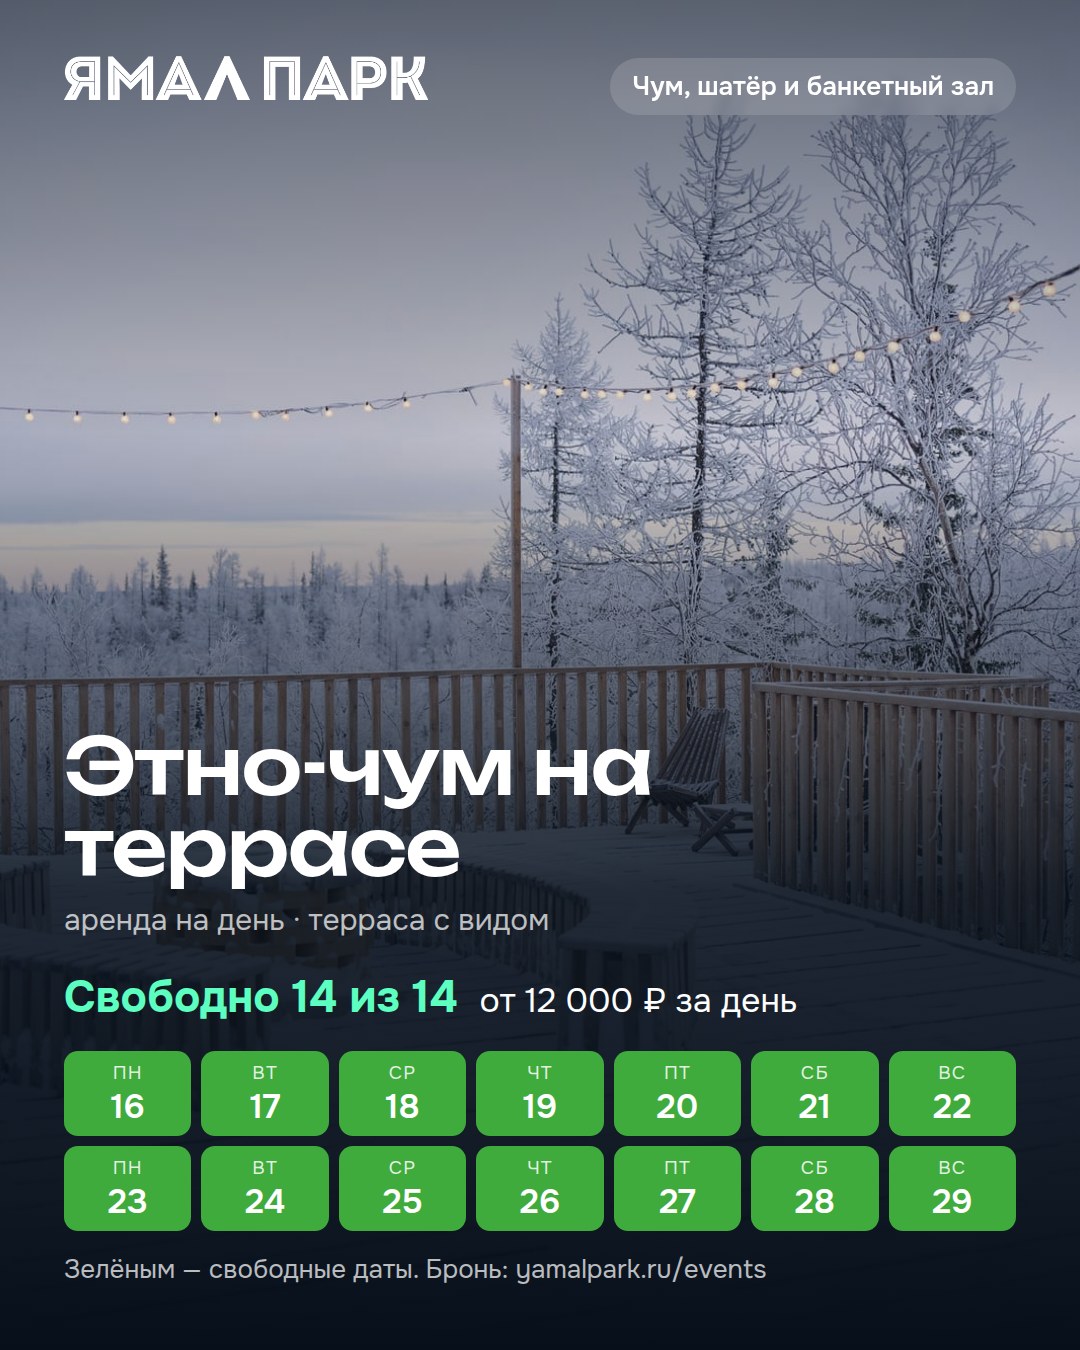 ЯМАЛ ПАРК
Чум, шатёр и банкетный зал
Этно-чум на
террасе
аренда на день · терраса с видом
Свободно 14 из 14 от 12 000 ₽ за день
ПН ВТ СР ЧТ ПТ СБ ВС
16 17 18 19 20 21 22
ПН ВТ СР ЧТ ПТ СБ ВС
23 24 25 26 27 28 29
Зелёным — свободные даты. Бронь: yamalpark.ru/events